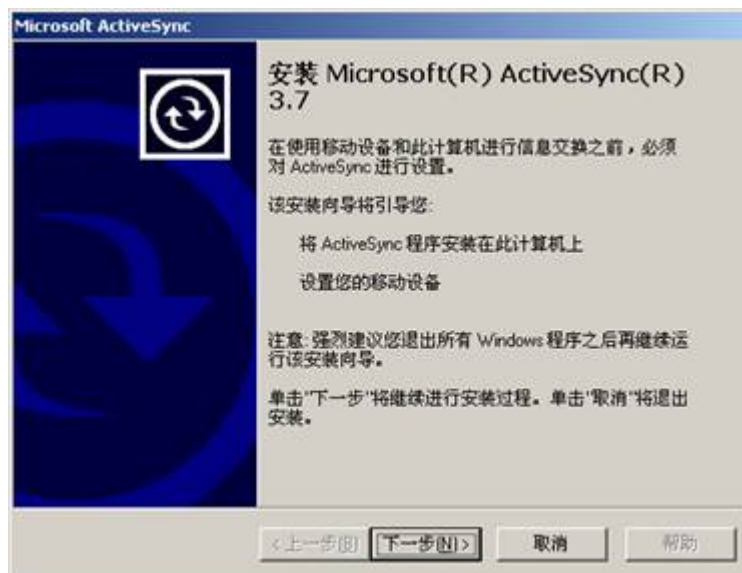 Microsoft ActiveSync
安装 Microsoft(R) ActiveSync(R)
3.7
在使用移动设备和此计算机进行信息交换之前，必须
对 ActiveSync 进行设置。
该安装向导将引导您:
将 ActiveSync 程序安装在此计算机上
设置您的移动设备
注意: 强烈建议您退出所有 Windows 程序之后再继续运
行该安装向导。
单击"下一步"将继续进行安装过程。单击"取消"将退出
安装。
<上一步(B) 下一步(N)> 取消 帮助